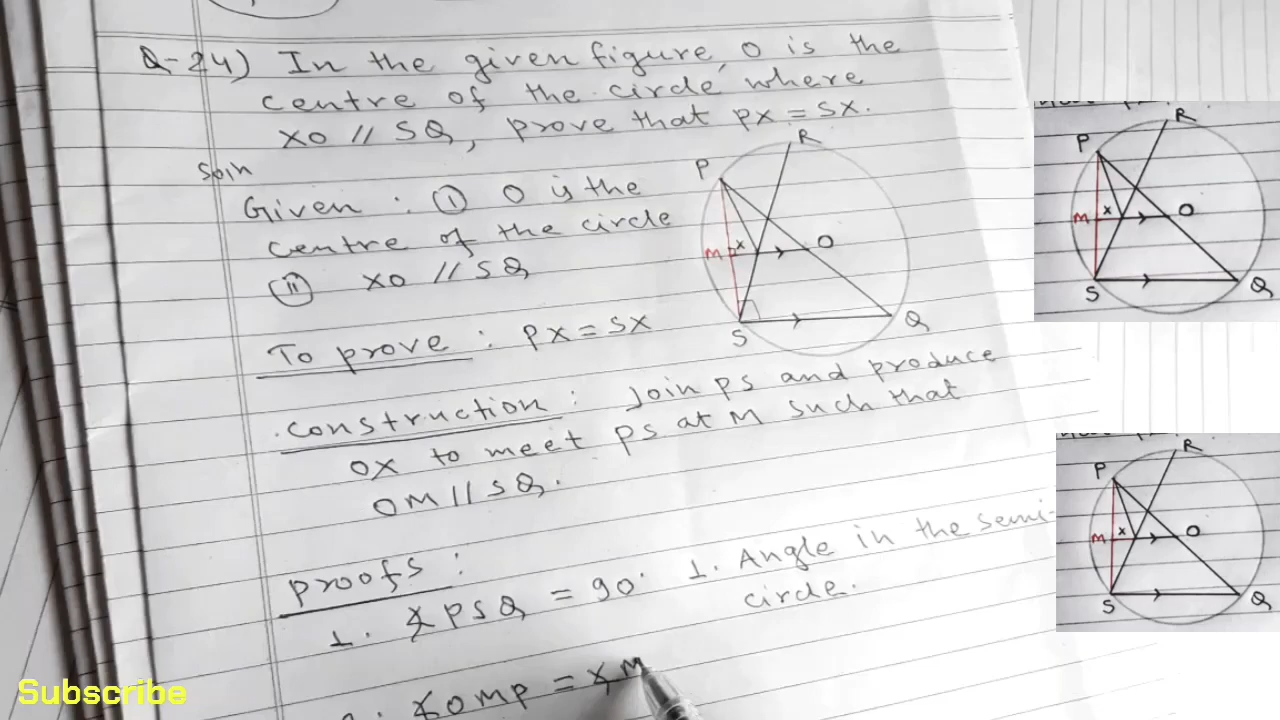 Q-24) In the given figure, O is the
centre of the circle where
XO // SQ, prove that PX = SX.
Soln
Given : (i) O is the
centre of the circle
(ii) XO // SQ
P
R
M
X
O
S
Q
To prove : PX = SX
construction : Join PS and produce
OX to meet PS at M such that
OM // SQ.
proofs :
1. ∠PSQ = 90° 1. Angle in the semi-
circle.
∠OMP = ∠M
R
P
M
X
O
S
Q
R
P
M
X
O
S
Q
Subscribe